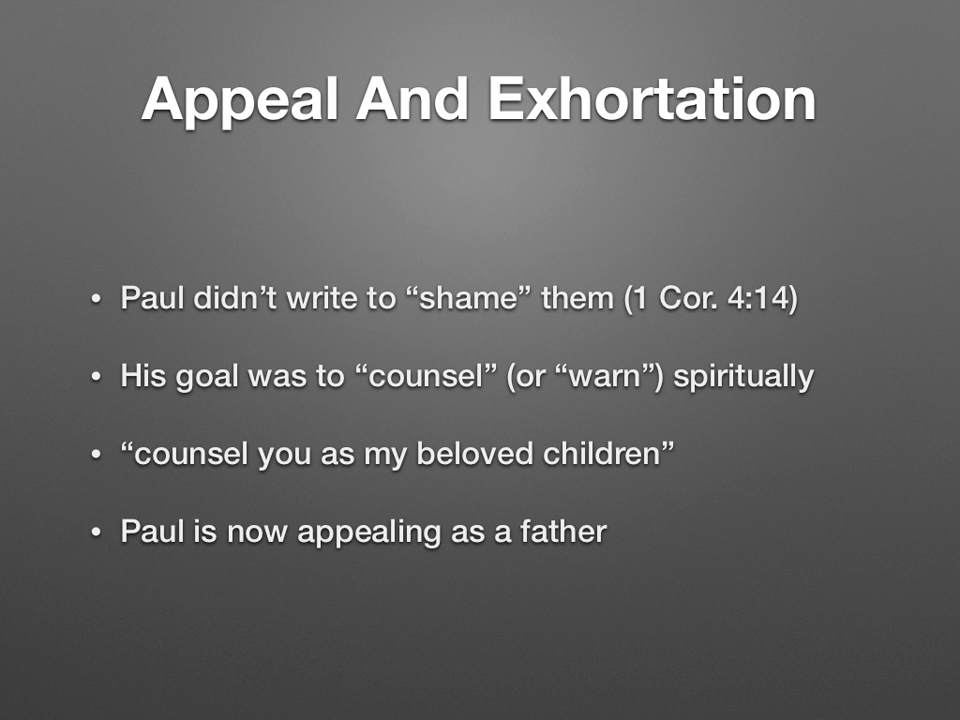 Appeal And Exhortation
• Paul didn’t write to “shame” them (1 Cor. 4:14)
• His goal was to “counsel” (or “warn”) spiritually
• “counsel you as my beloved children”
• Paul is now appealing as a father